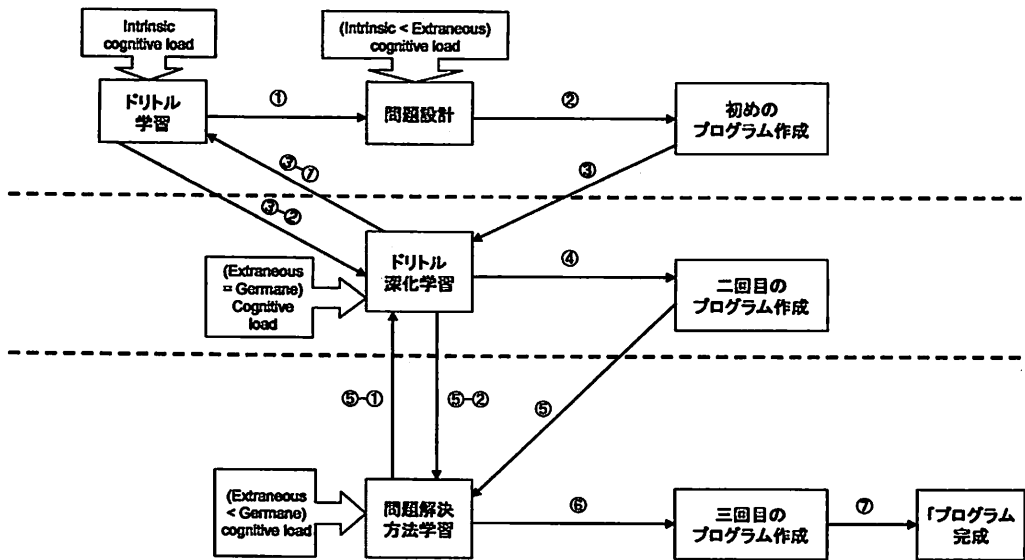 Intrinsic
cognitive load
(Intrinsic < Extraneous)
cognitive load
ドリトル
学習
①
問題設計
②
初めの
プログラム作成
③-①
③
③-②
(Extraneous
= Germane)
Cognitive
load
ドリトル
深化学習
④
二回目の
プログラム作成
⑤-①
⑤-②
⑤
(Extraneous
< Germane)
cognitive load
問題解決
方法学習
⑥
三回目の
プログラム作成
⑦
「プログラム
完成